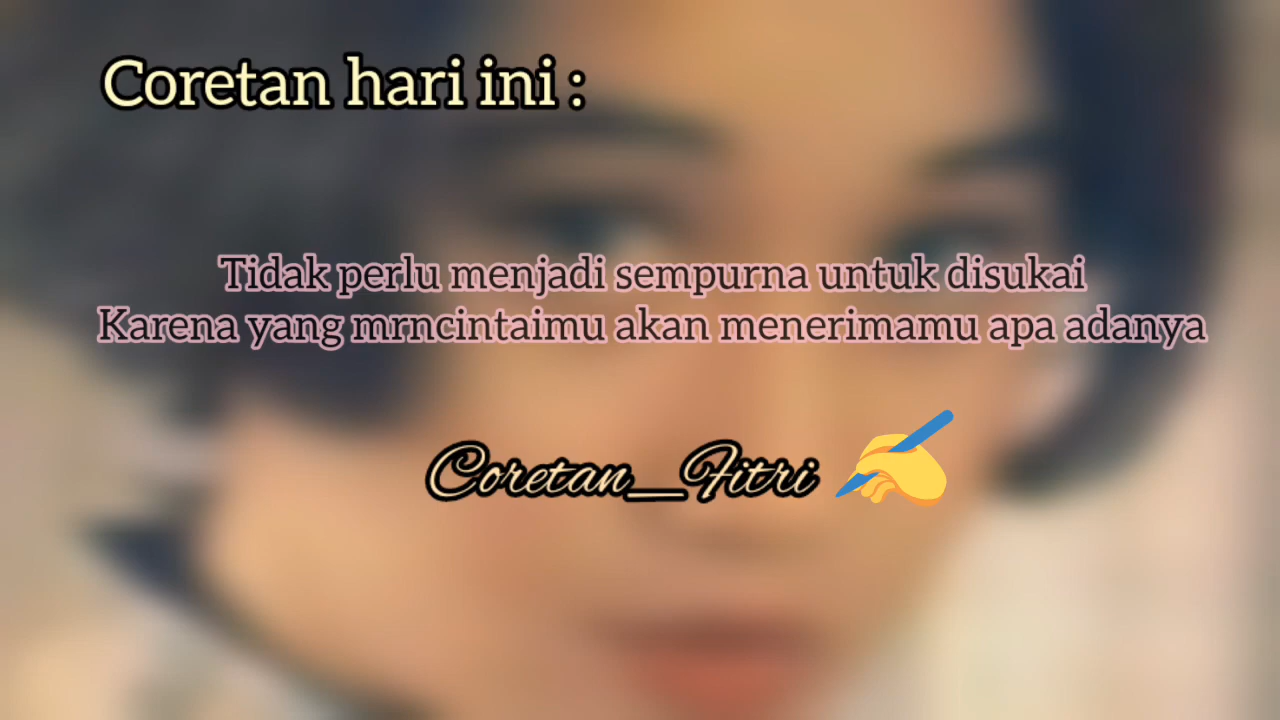 Coretan hari ini :
Tidak perlu menjadi sempurna untuk disukai
Karena yang mrncintaimu akan menerimamu apa adanya
Coretan_Fitri ✍